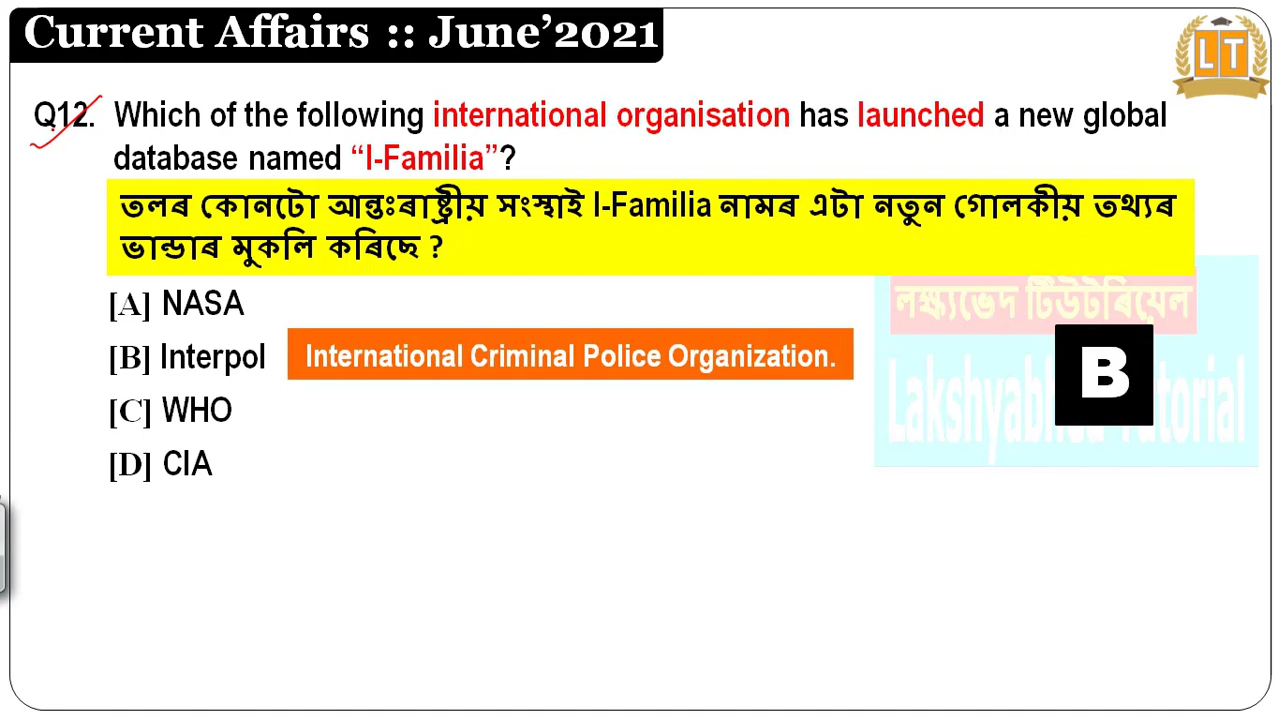 Current Affairs :: June'2021
LT
Q12. Which of the following international organisation has launched a new global
database named “I-Familia”?
তলৰ কোনটো আন্তঃৰাষ্ট্ৰীয় সংস্থাই I-Familia নামৰ এটা নতুন গোলকীয় তথ্যৰ
ভান্ডাৰ মুকলি কৰিছে ?
লক্ষ্যভেদ টিউটৰিয়েল
[A] NASA
[B] Interpol International Criminal Police Organization.
B
Lakshyabhed Tutorial
[C] WHO
[D] CIA